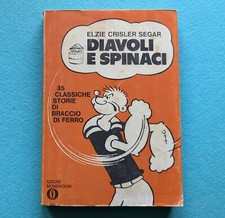 ELZIE CRISLER SEGAR
DIAVOLI
E SPINACI
35
CLASSICHE
STORIE
DI
BRACCIO
DI FERRO
OSCAR
MONDADORI